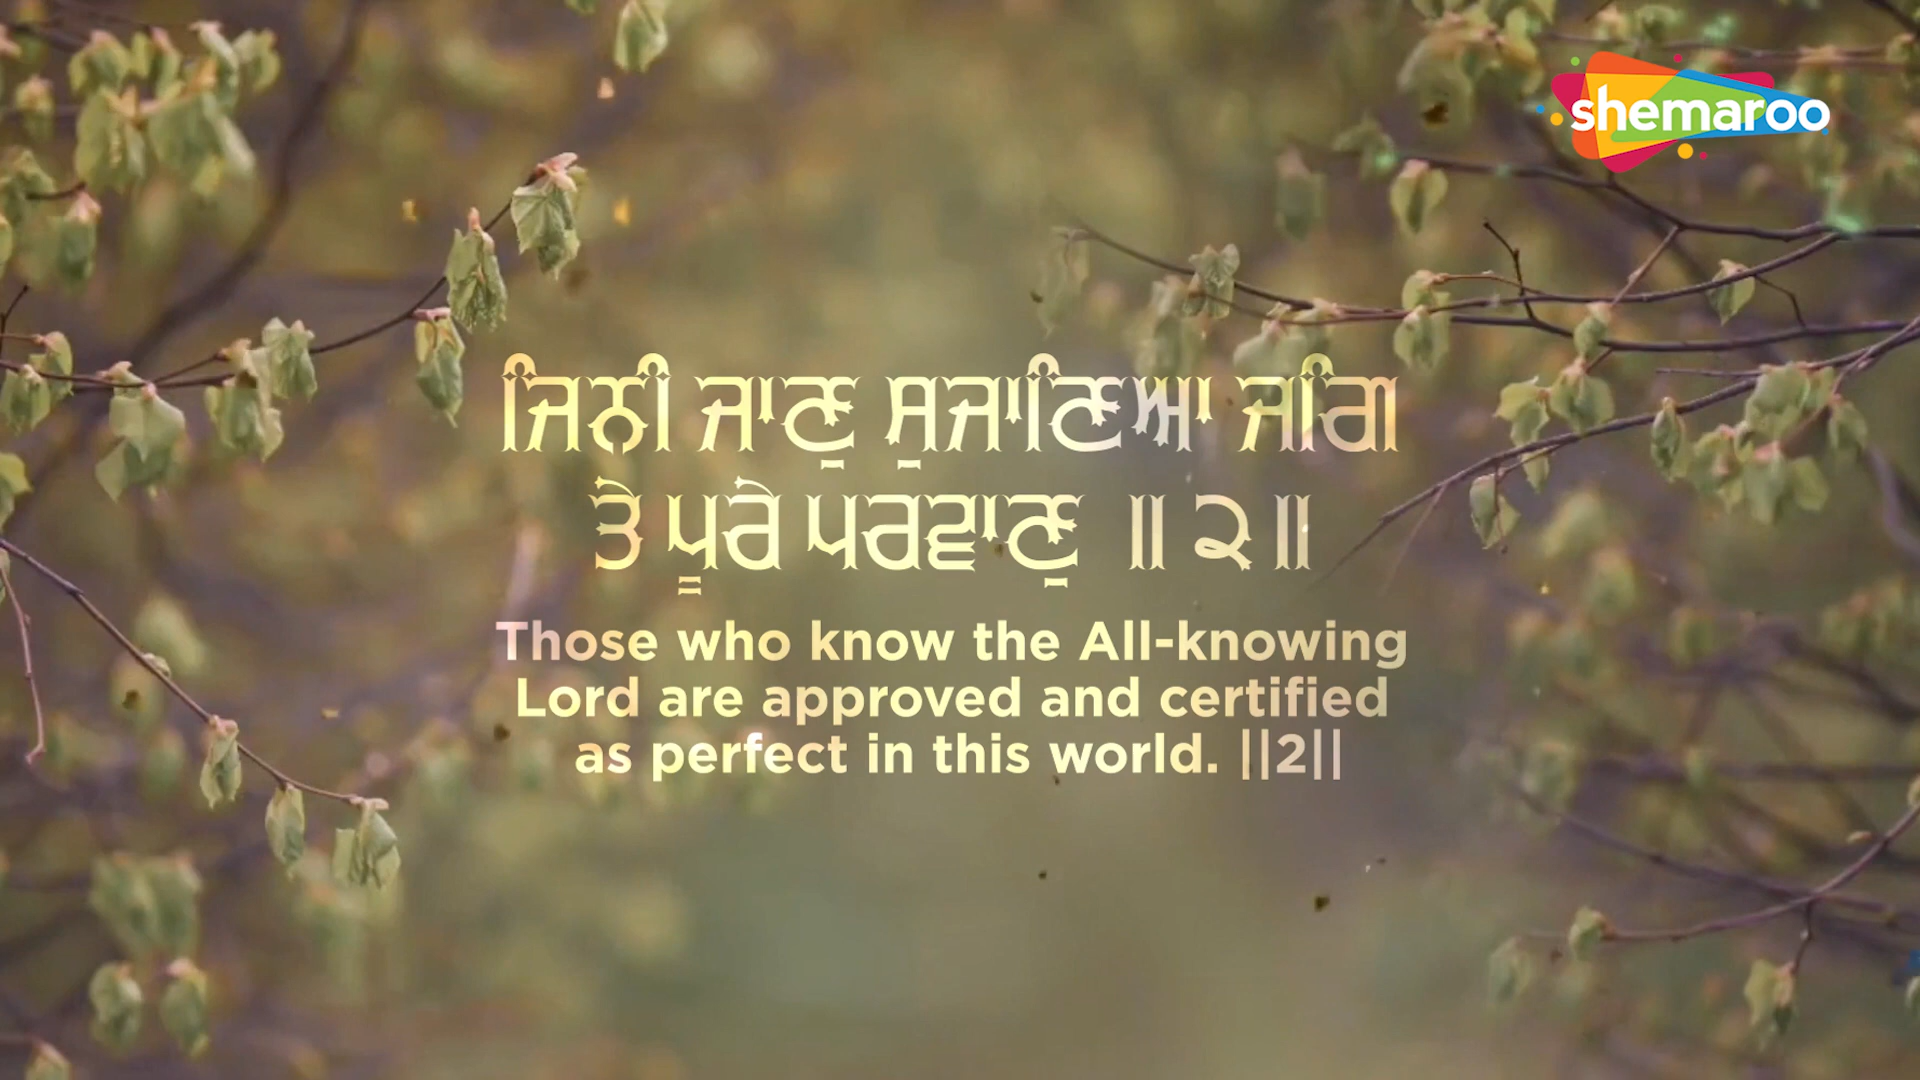 shemaroo
ਜਿਨੀ ਜਾਣੁ ਸੁਜਾਣਿਆ ਜਗਿ
ਤੇ ਪੂਰੇ ਪਰਵਾਣੁ ॥੨॥
Those who know the All-knowing
Lord are approved and certified
as perfect in this world. ||2||